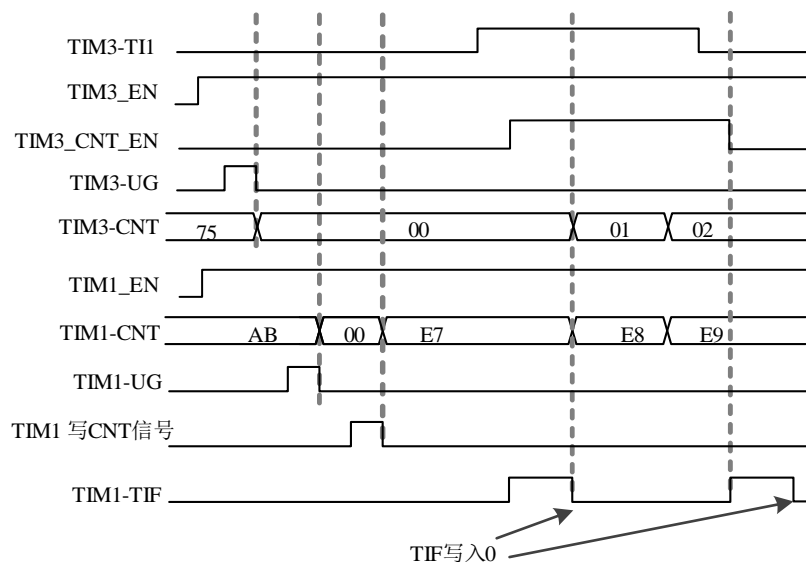 TIM3-TI1
TIM3_EN
TIM3_CNT_EN
TIM3-UG
TIM3-CNT 75 00 01 02
TIM1_EN
TIM1-CNT AB 00 E7 E8 E9
TIM1-UG
TIM1 写CNT信号
TIM1-TIF
TIF写入0